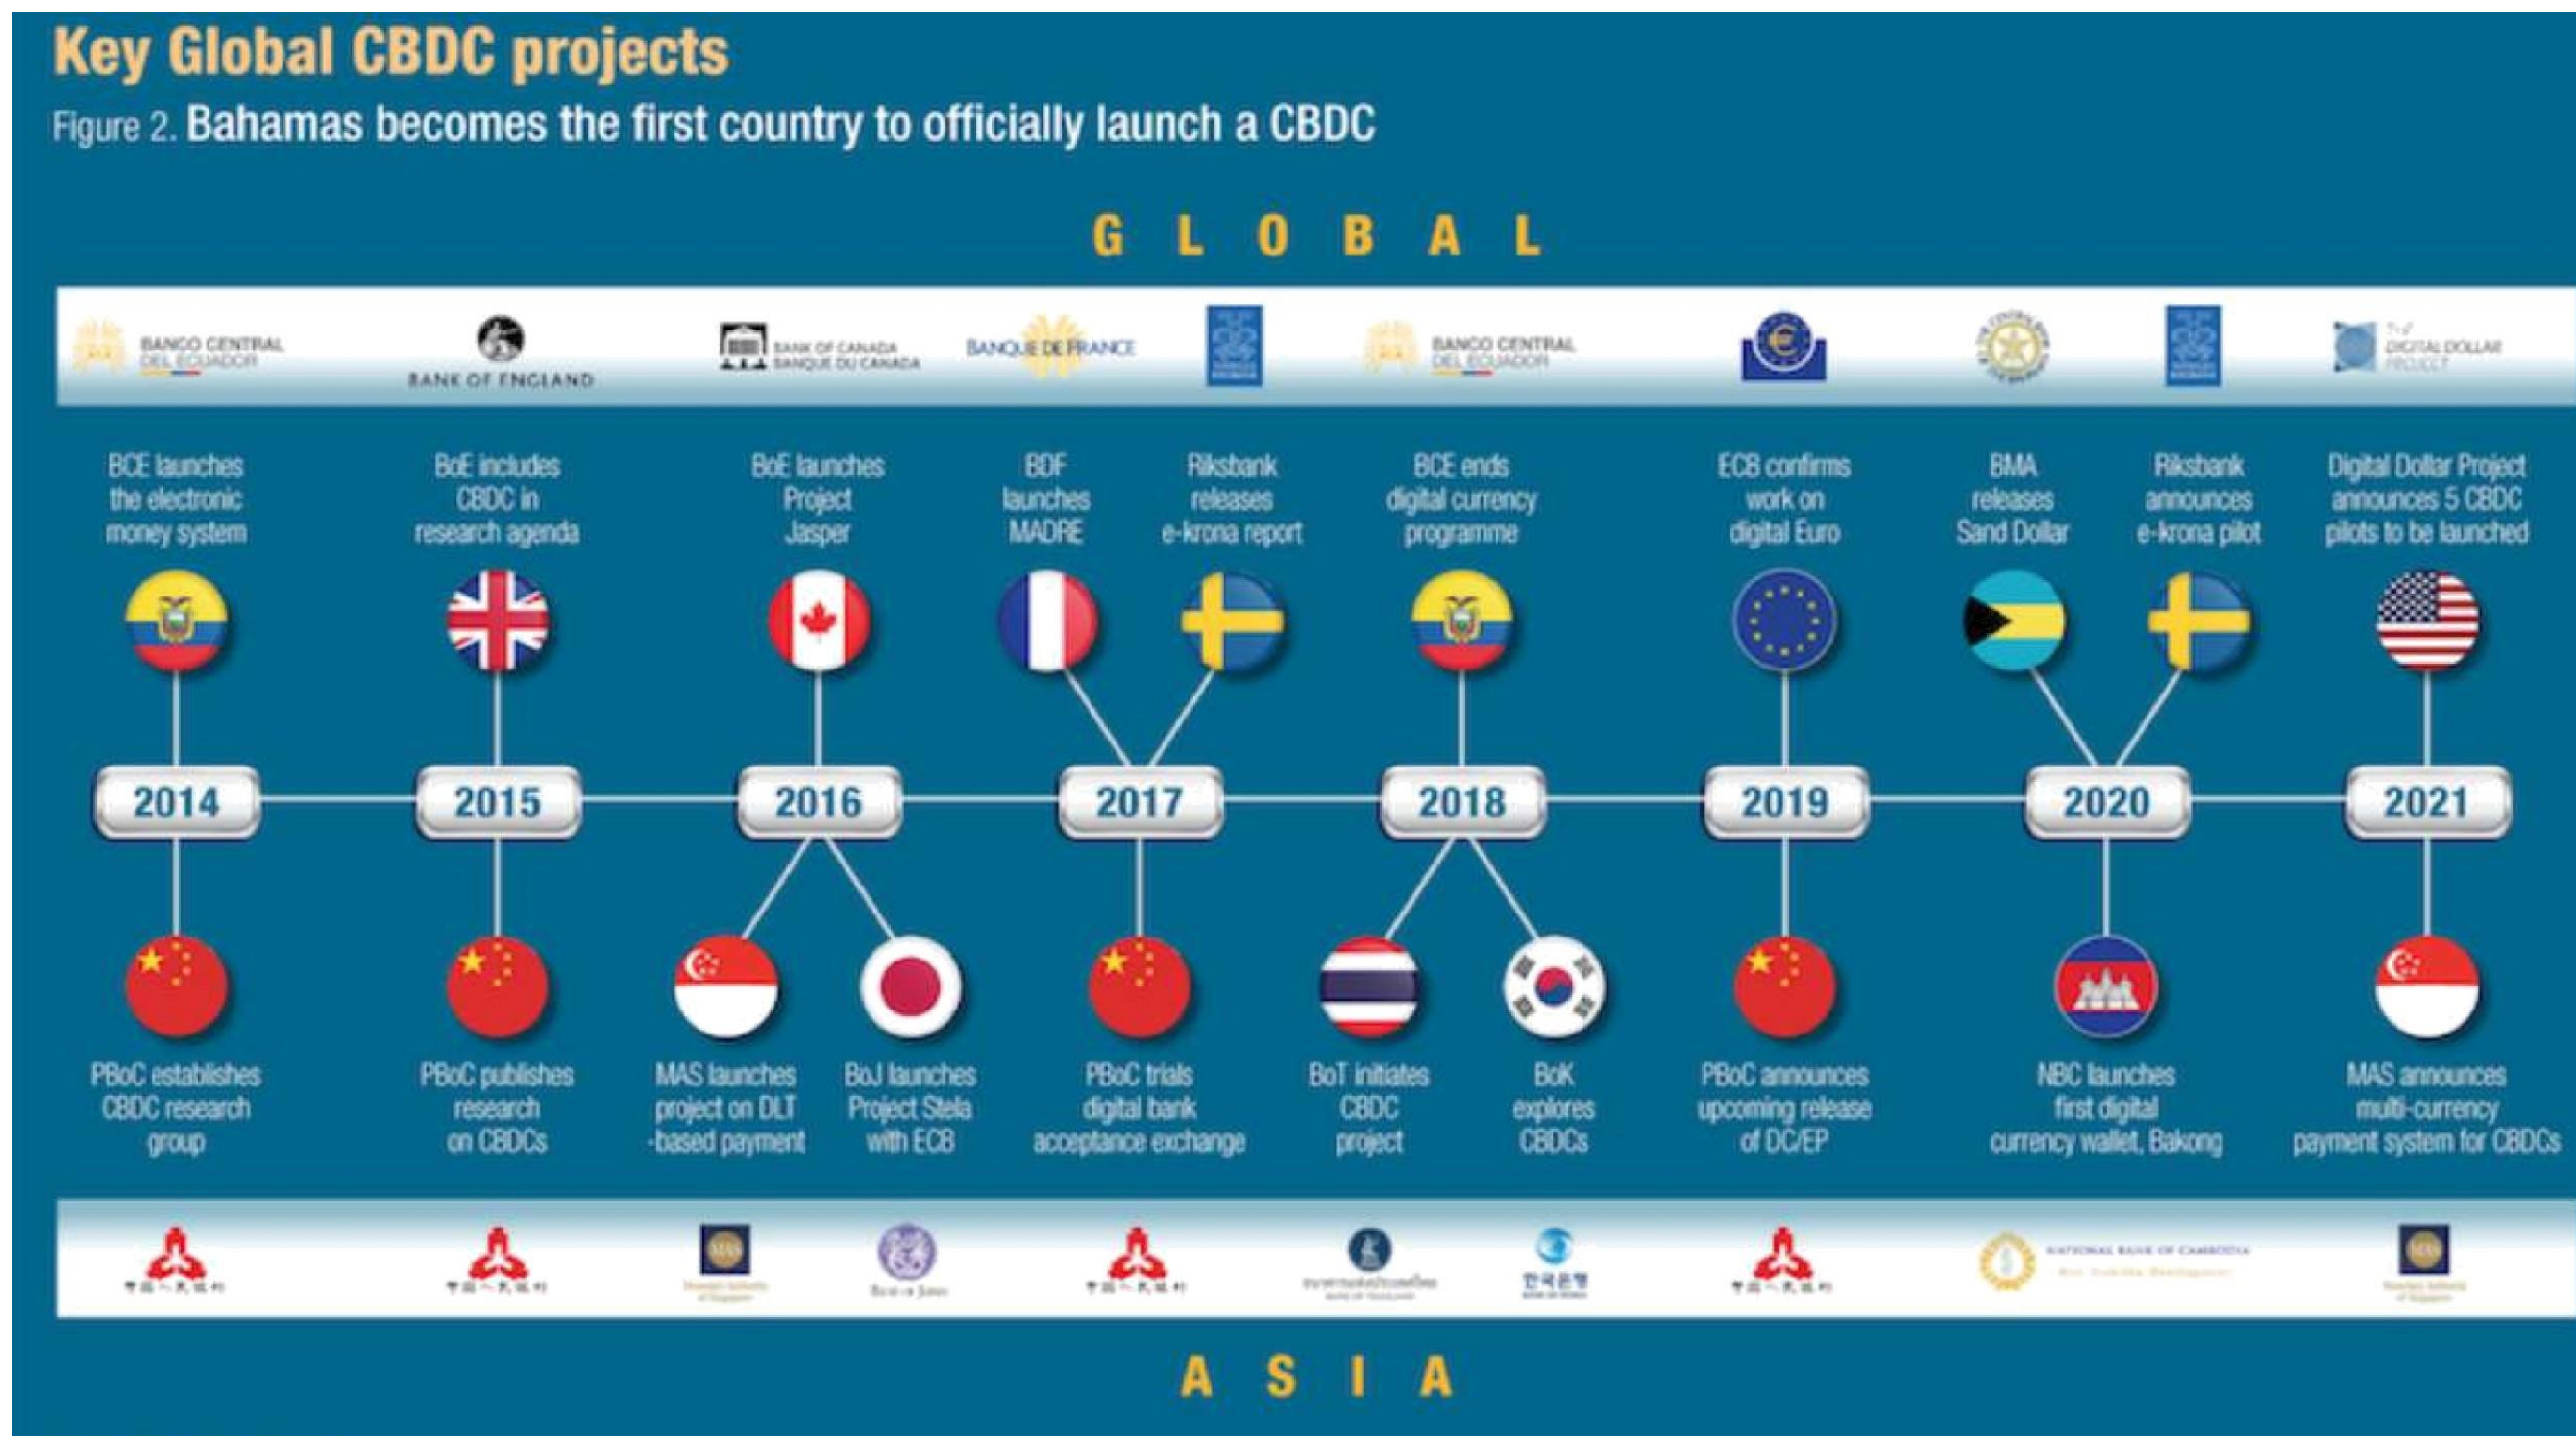 Key Global CBDC projects
Figure 2. Bahamas becomes the first country to officially launch a CBDC
G L O B A L
BANCO CENTRAL
DEL ECUADOR
BANK OF ENGLAND
BANK OF CANADA
BANQUE DU CANADA
BANQUE DE FRANCE
BANCO CENTRAL
DEL ECUADOR
DIGITAL DOLLAR
PROJECT
BCE launches
the electronic
money system
BoE includes
CBDC in
research agenda
BoE launches
Project
Jasper
BDF
launches
MADRE
Riksbank
releases
e-krona report
BCE ends
digital currency
programme
ECB confirms
work on
digital Euro
BMA
releases
Sand Dollar
Riksbank
announces
e-krona pilot
Digital Dollar Project
announces 5 CBDC
pilots to be launched
2014
2015
2016
2017
2018
2019
2020
2021
PBoC establishes
CBDC research
group
PBoC publishes
research
on CBDCs
MAS launches
project on DLT
-based payment
BoJ launches
Project Stela
with ECB
PBoC trials
digital bank
acceptance exchange
BoT initiates
CBDC
project
BoK
explores
CBDCs
PBoC announces
upcoming release
of DC/EP
NBC launches
first digital
currency wallet, Bakong
MAS announces
multi-currency
payment system for CBDCs
MAS
한국은행
NATIONAL BANK OF CAMBODIA
MAS
A S I A